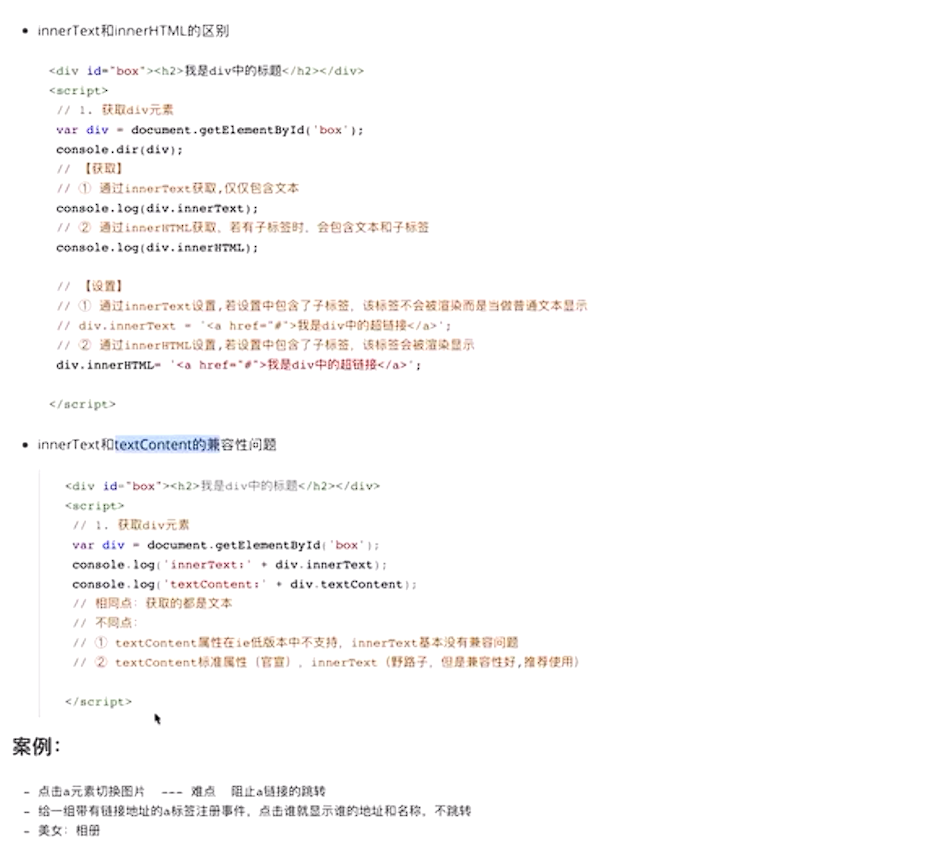 • innerText和innerHTML的区别
<div id="box"><h2>我是div中的标题</h2></div>
<script>
// 1. 获取div元素
var div = document.getElementById('box');
console.dir(div);
// 【获取】
// ① 通过innerText获取,仅仅包含文本
console.log(div.innerText);
// ② 通过innerHTML获取，若有子标签时，会包含文本和子标签
console.log(div.innerHTML);
// 【设置】
// ① 通过innerText设置,若设置中包含了子标签，该标签不会被渲染而是当做普通文本显示
// div.innerText = '<a href="#">我是div中的超链接</a>';
// ② 通过innerHTML设置,若设置中包含了子标签，该标签会被渲染显示
div.innerHTML= '<a href="#">我是div中的超链接</a>';
</script>
• innerText和textContent的兼容性问题
<div id="box"><h2>我是div中的标题</h2></div>
<script>
// 1. 获取div元素
var div = document.getElementById('box');
console.log('innerText:' + div.innerText);
console.log('textContent:' + div.textContent);
// 相同点：获取的都是文本
// 不同点：
// ① textContent属性在ie低版本中不支持，innerText基本没有兼容问题
// ② textContent标准属性（官宣），innerText（野路子，但是兼容性好,推荐使用）
</script>
案例：
- 点击a元素切换图片 --- 难点 阻止a链接的跳转
- 给一组带有链接地址的a标签注册事件，点击谁就显示谁的地址和名称，不跳转
- 美女：相册